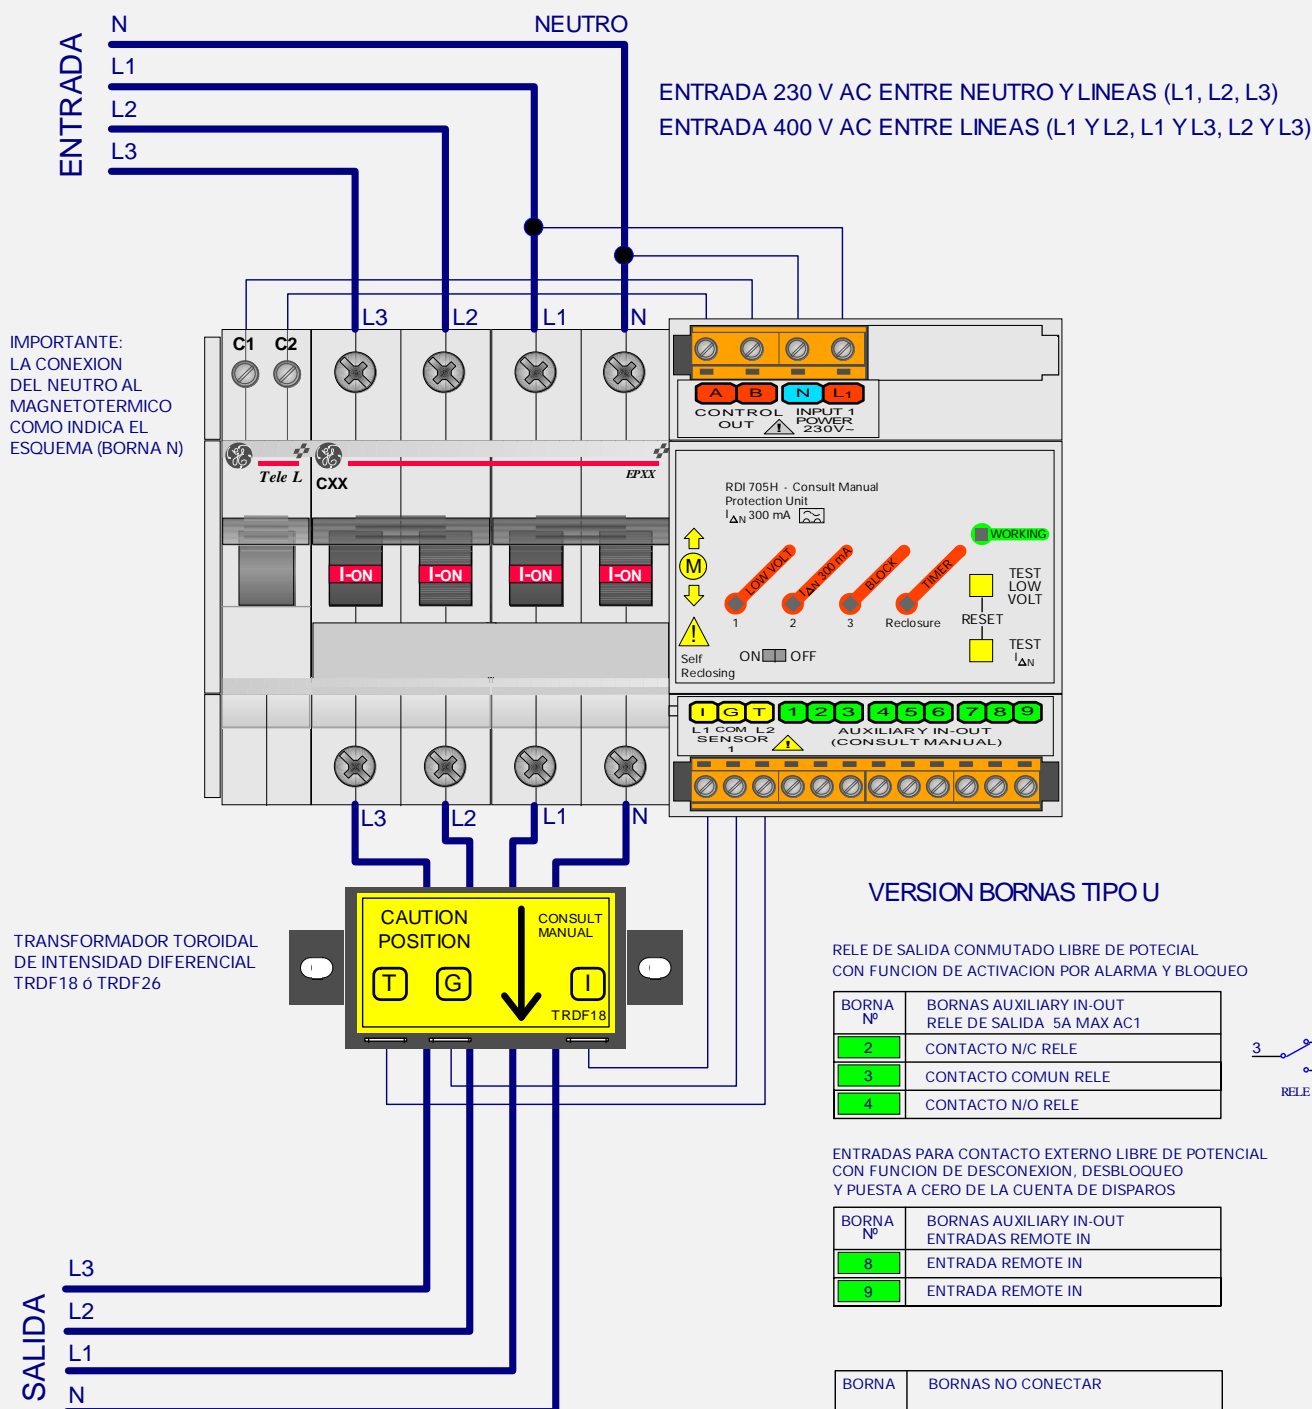 ENTRADA
N
NEUTRO
L1
L2
L3
ENTRADA 230 V AC ENTRE NEUTRO Y LINEAS (L1, L2, L3)
ENTRADA 400 V AC ENTRE LINEAS (L1 Y L2, L1 Y L3, L2 Y L3)
L3
L2
L1
N
IMPORTANTE:
LA CONEXION
DEL NEUTRO AL
MAGNETOTERMICO
COMO INDICA EL
ESQUEMA (BORNA N)
C1
C2
A
B
N
L1
CONTROL
OUT
INPUT 1
POWER
230V~
Tele L
CXX
EPXX
RDI 705H - Consult Manual
Protection Unit
I∆N 300 mA
WORKING
M
LOW VOLT
I∆N 300 mA
BLOCK
TIMER
1
2
3
Reclosure
TEST
LOW
VOLT
RESET
TEST
I∆N
I-ON
I-ON
I-ON
I-ON
Self
Reclosing
ON
OFF
I G T 1 2 3 4 5 6 7 8 9
L1 COM L2
SENSOR
1
AUXILIARY IN-OUT
(CONSULT MANUAL)
L3
L2
L1
N
TRANSFORMADOR TOROIDAL
DE INTENSIDAD DIFERENCIAL
TRDF18 ó TRDF26
CAUTION
POSITION
CONSULT
MANUAL
T
G
I
TRDF18
VERSION BORNAS TIPO U
RELE DE SALIDA CONMUTADO LIBRE DE POTECIAL
CON FUNCION DE ACTIVACION POR ALARMA Y BLOQUEO
BORNA Nº
BORNAS AUXILIARY IN-OUT
RELE DE SALIDA 5A MAX AC1
2 CONTACTO N/C RELE
3 CONTACTO COMUN RELE
4 CONTACTO N/O RELE
3
RELE
ENTRADAS PARA CONTACTO EXTERNO LIBRE DE POTENCIAL
CON FUNCION DE DESCONEXION, DESBLOQUEO
Y PUESTA A CERO DE LA CUENTA DE DISPAROS
BORNA Nº
BORNAS AUXILIARY IN-OUT
ENTRADAS REMOTE IN
8 ENTRADA REMOTE IN
9 ENTRADA REMOTE IN
BORNA BORNAS NO CONECTAR
SALIDA
L3
L2
L1
N